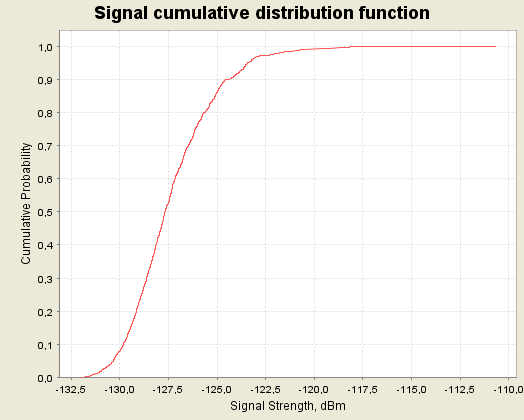 Signal cumulative distribution function
Cumulative Probability
1,0
0,9
0,8
0,7
0,6
0,5
0,4
0,3
0,2
0,1
0,0
-132,5 -130,0 -127,5 -125,0 -122,5 -120,0 -117,5 -115,0 -112,5 -110,0
Signal Strength, dBm